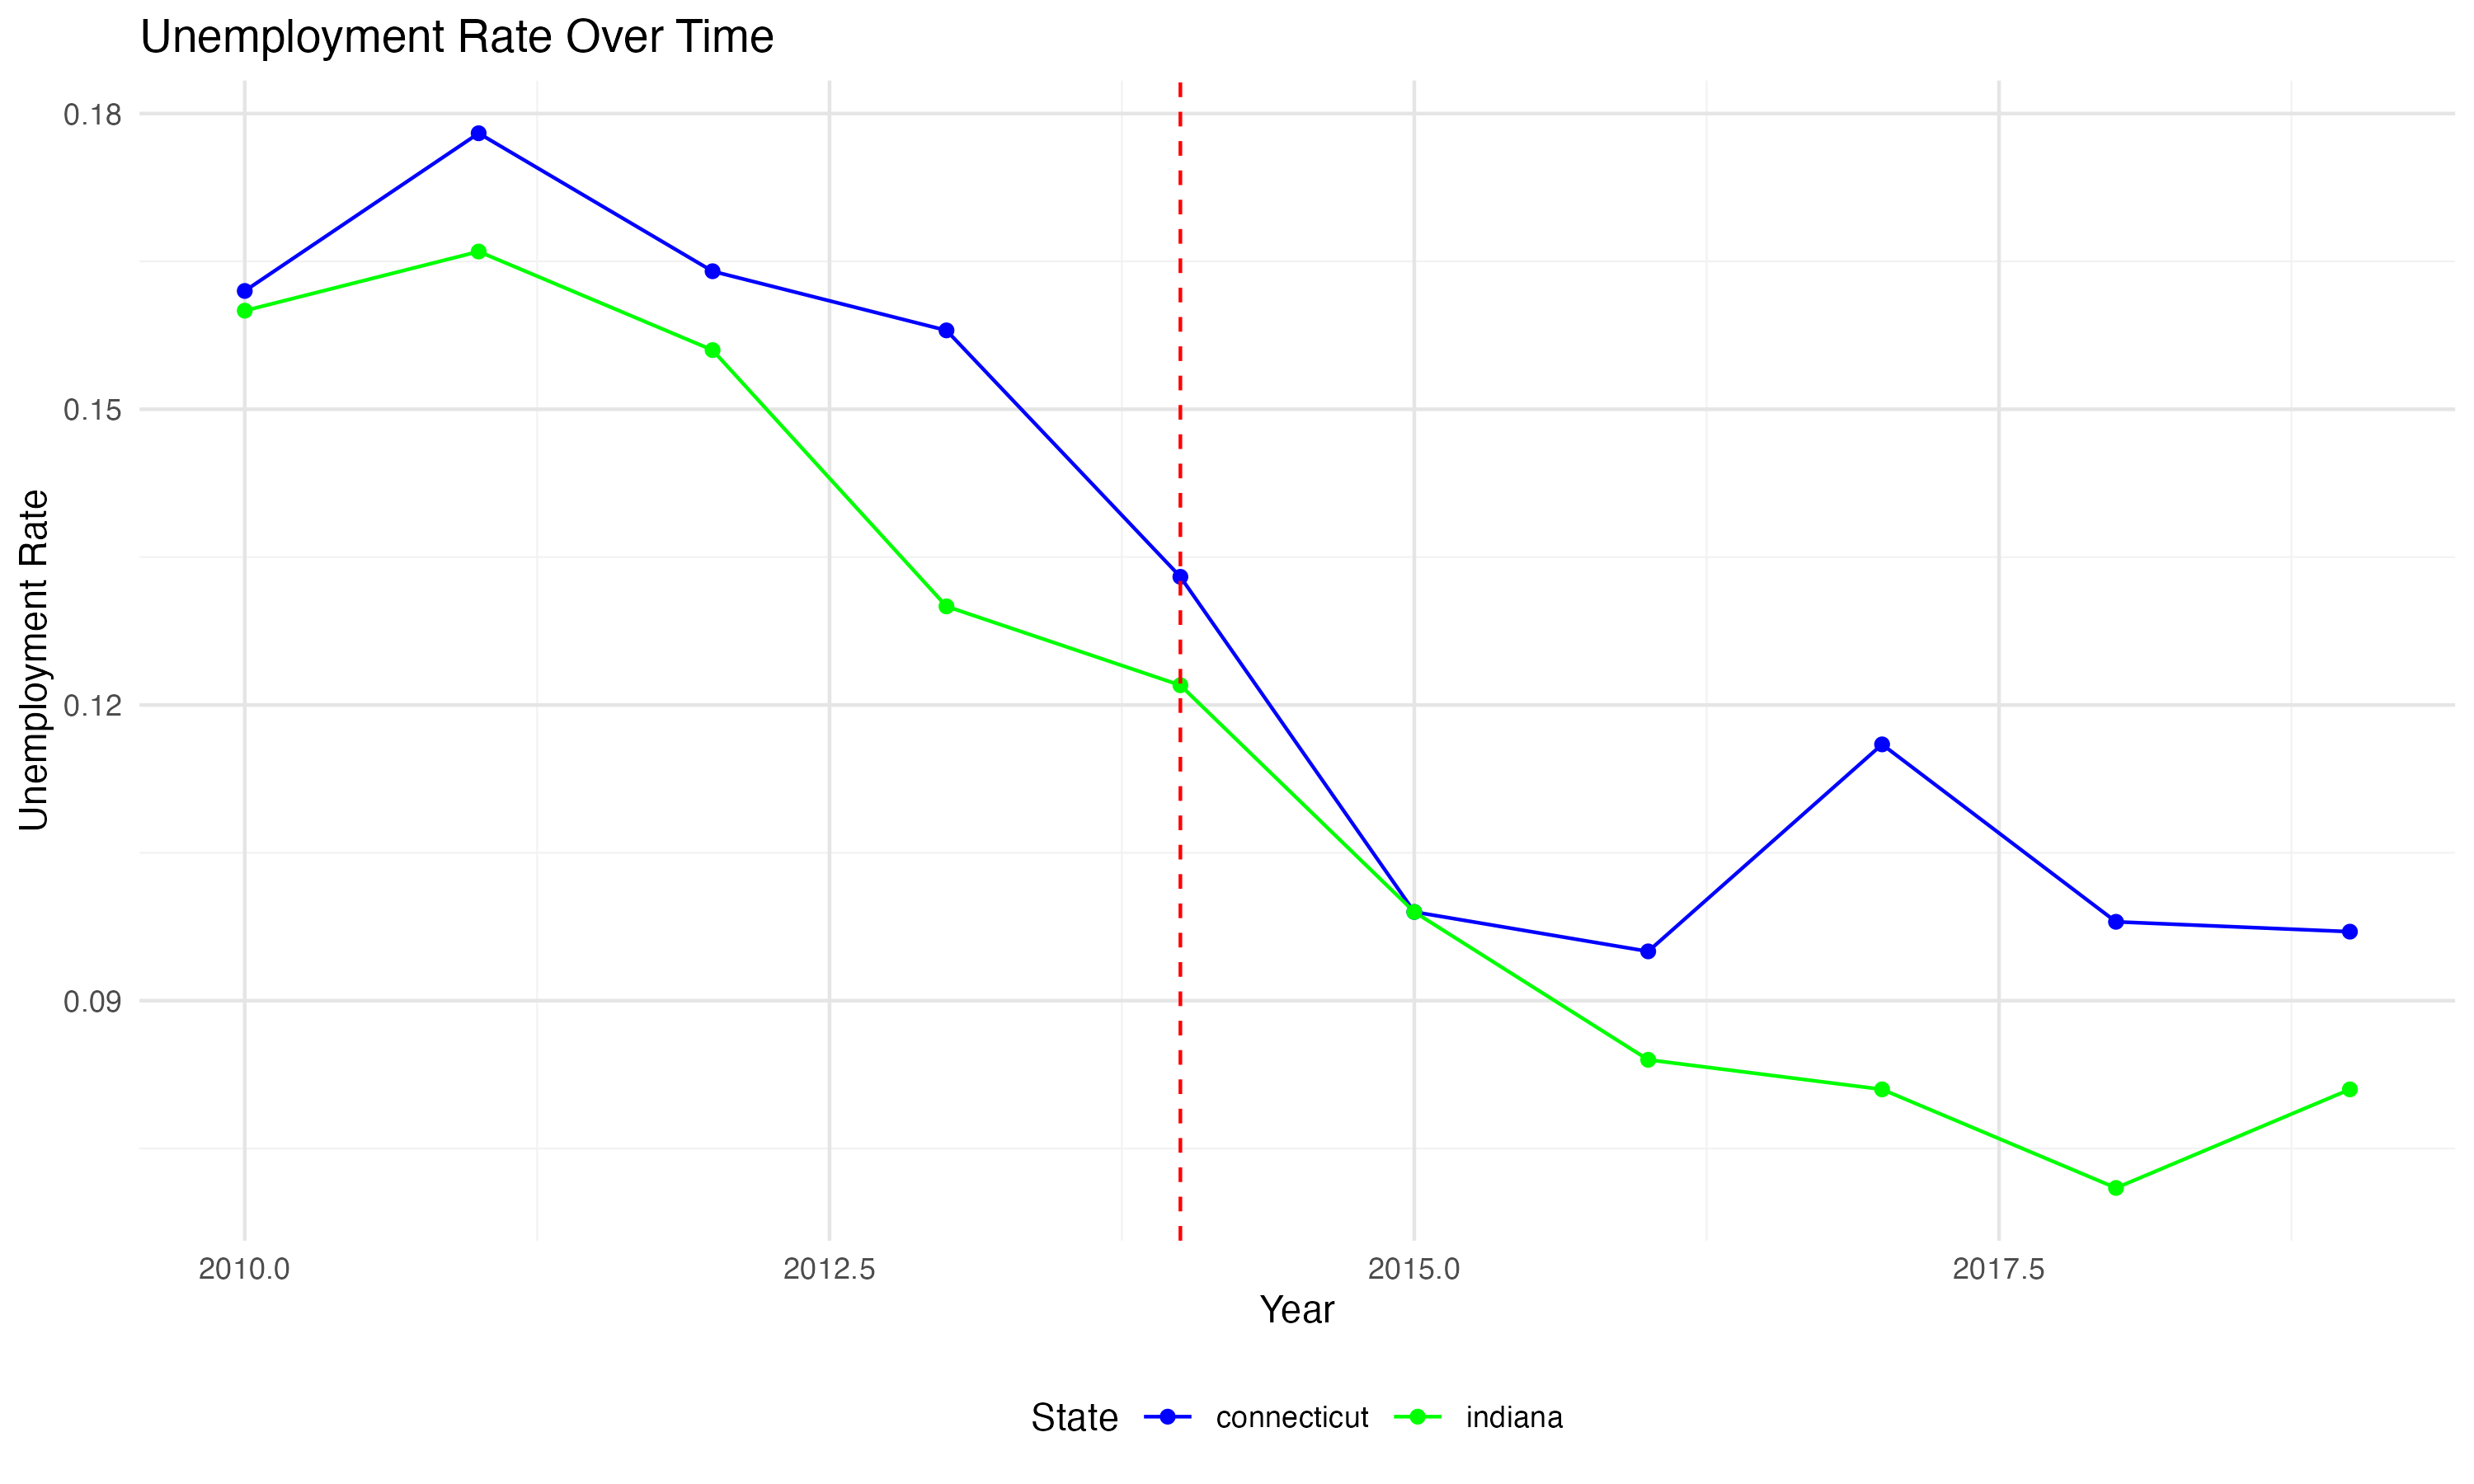 Unemployment Rate Over Time
Unemployment Rate
0.18
0.15
0.12
0.09
2010.0 2012.5 2015.0 2017.5
Year
State connecticut indiana